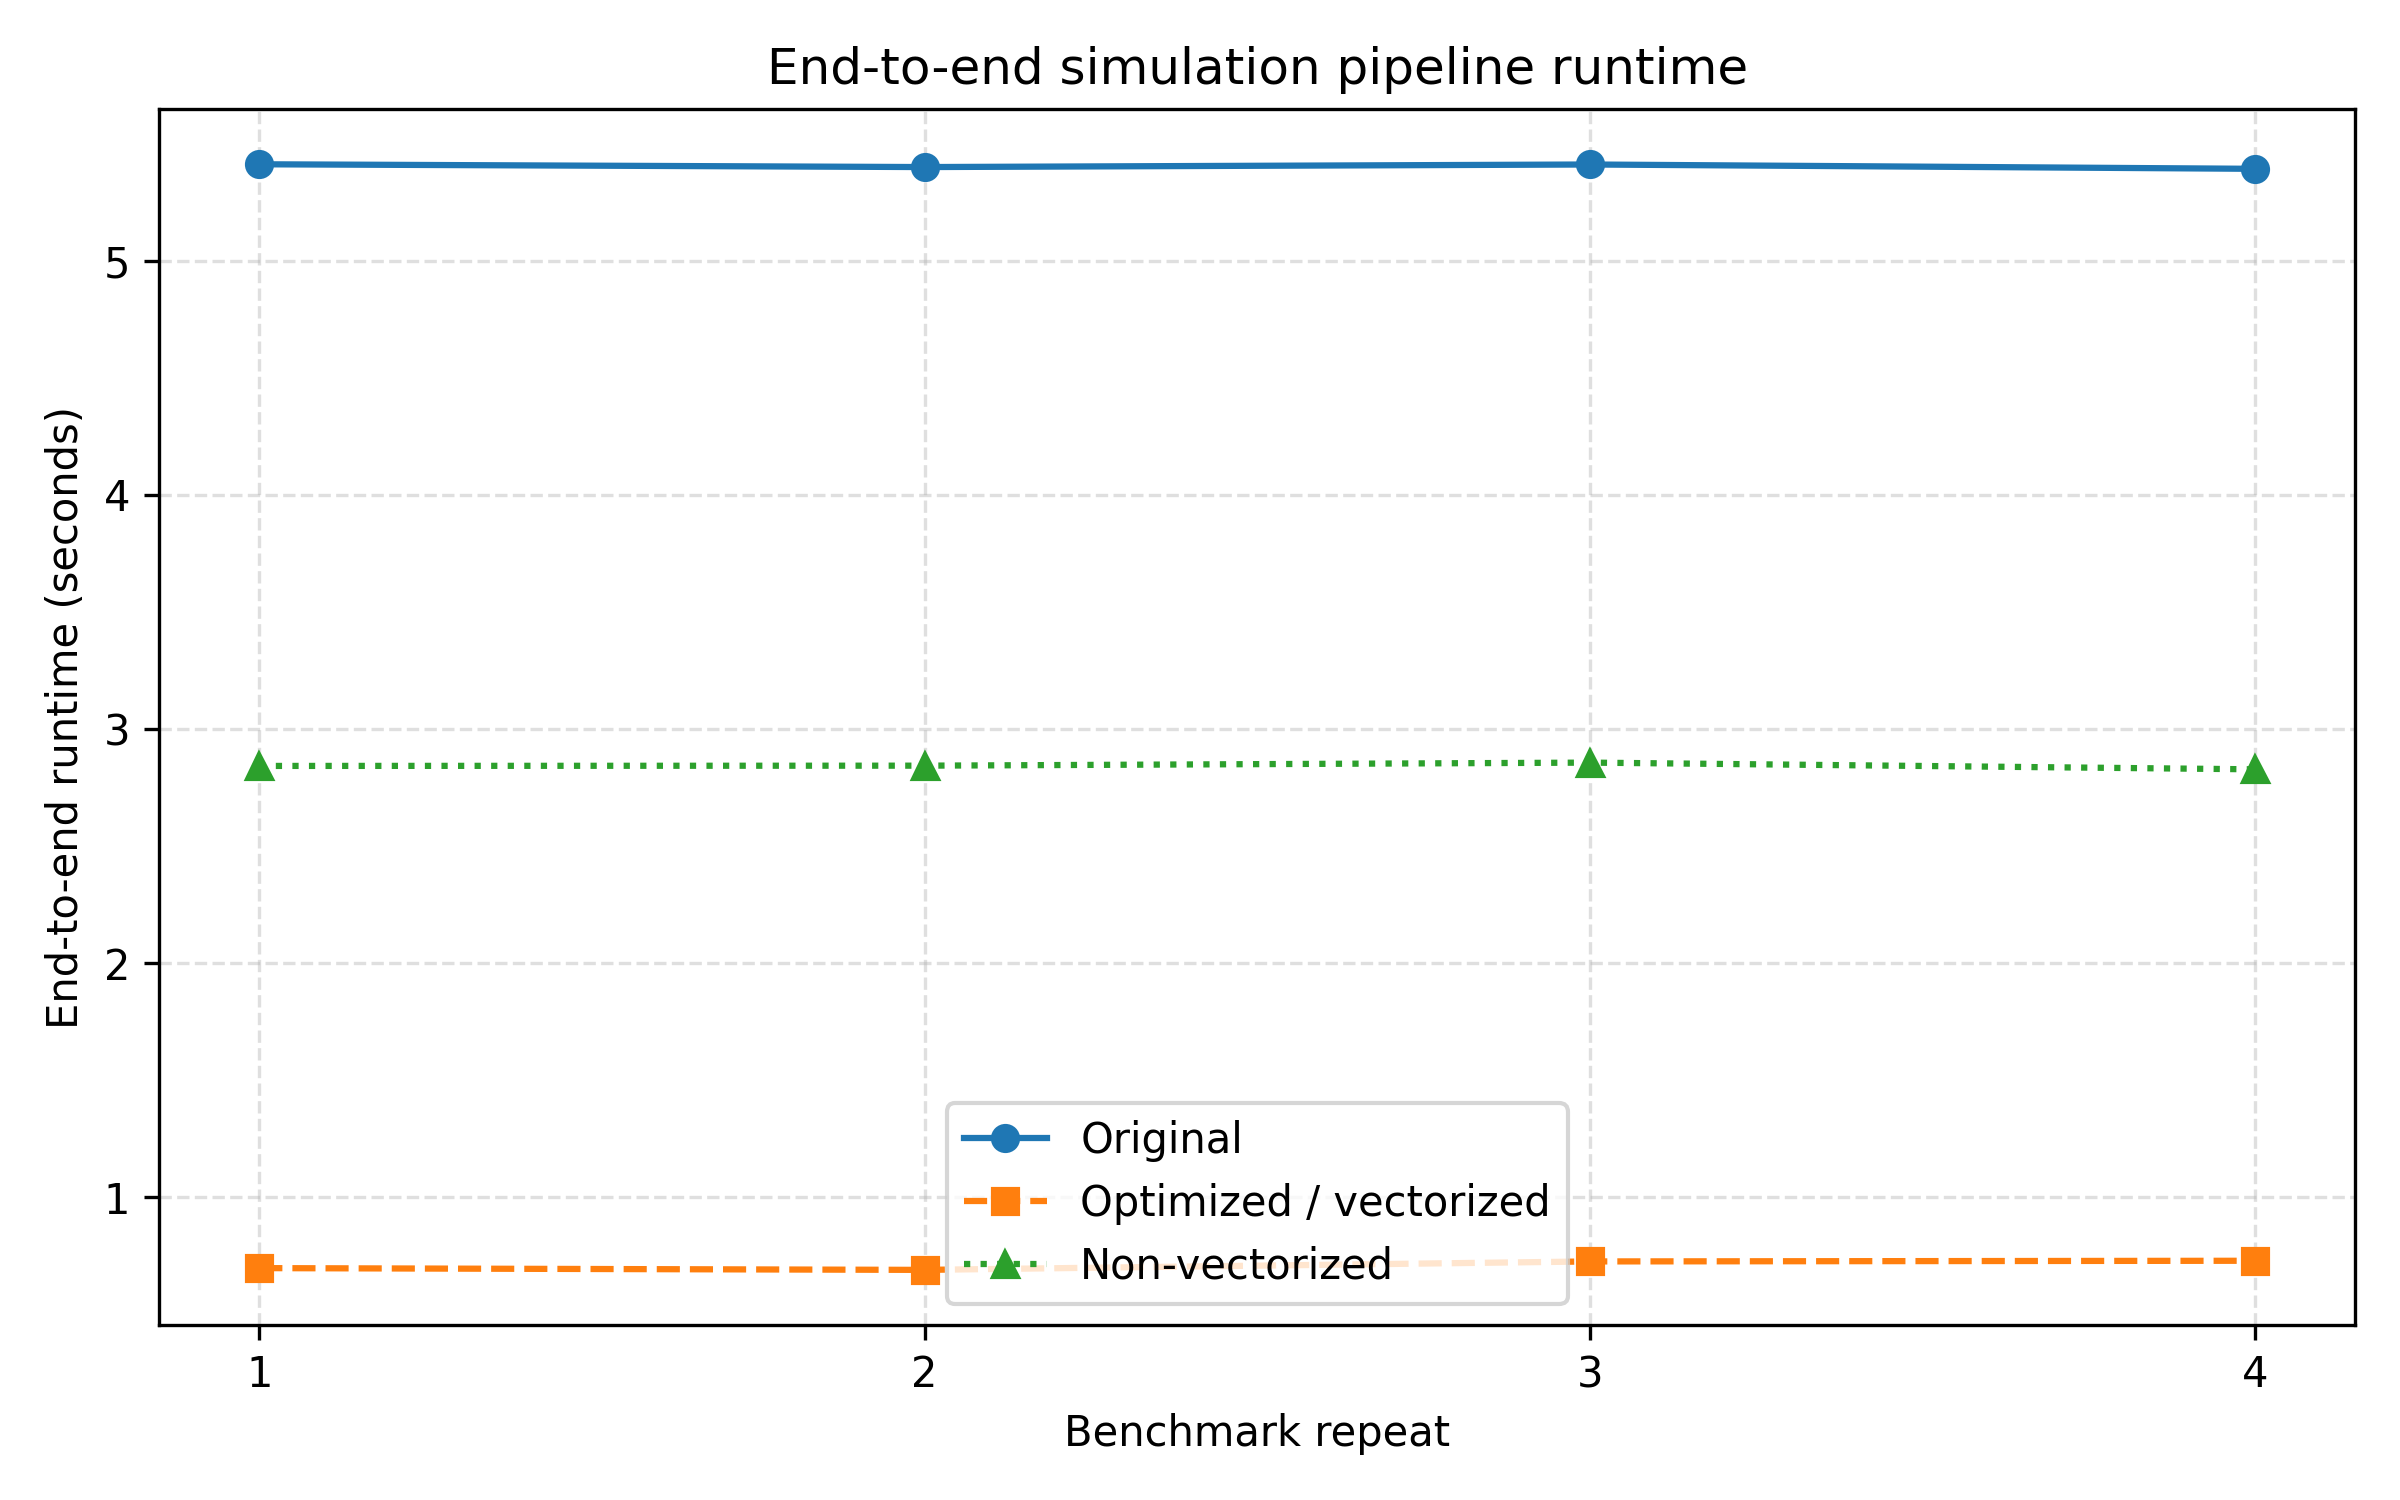 End-to-end simulation pipeline runtime
End-to-end runtime (seconds)
5
4
3
2
1
Original
Optimized / vectorized
Non-vectorized
1 2 3 4
Benchmark repeat